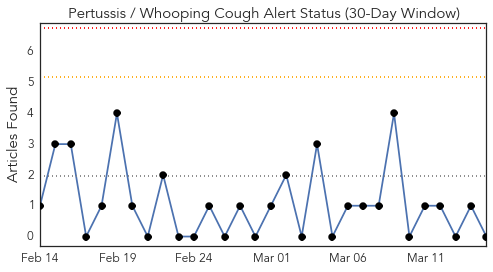 Pertussis / Whooping Cough Alert Status (30-Day Window)
Articles Found
6
5
4
3
2
1
0
Feb 14
Feb 19
Feb 24
Mar 01
Mar 06
Mar 11